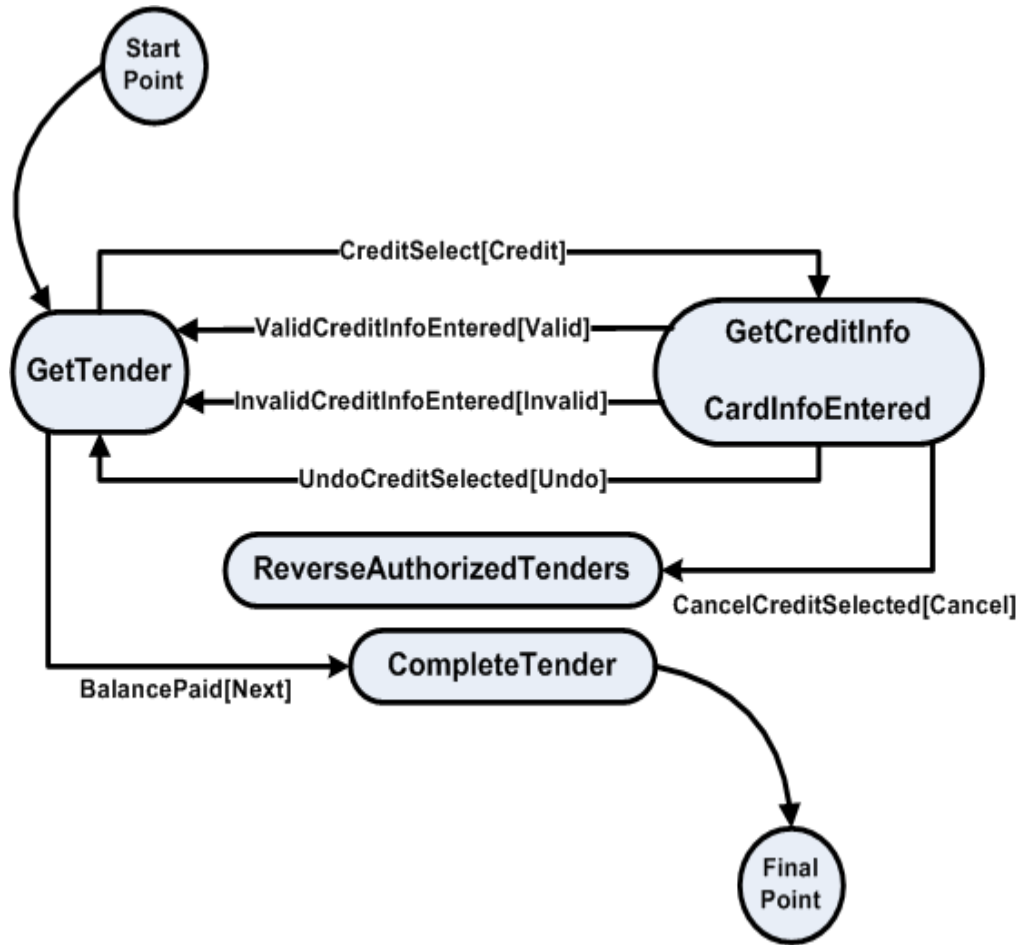 Start
Point
CreditSelect[Credit]
ValidCreditInfoEntered[Valid]
GetCreditInfo
GetTender
InvalidCreditInfoEntered[Invalid]
CardInfoEntered
UndoCreditSelected[Undo]
ReverseAuthorizedTenders
CancelCreditSelected[Cancel]
CompleteTender
BalancePaid[Next]
Final
Point